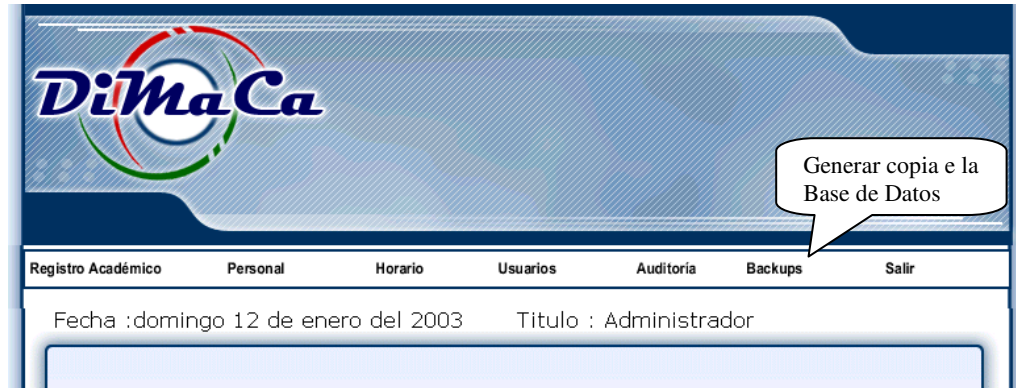 DiMaCa
Generar copia e la
Base de Datos
Registro Académico Personal Horario Usuarios Auditoría Backups Salir
Fecha :domingo 12 de enero del 2003 Titulo : Administrador